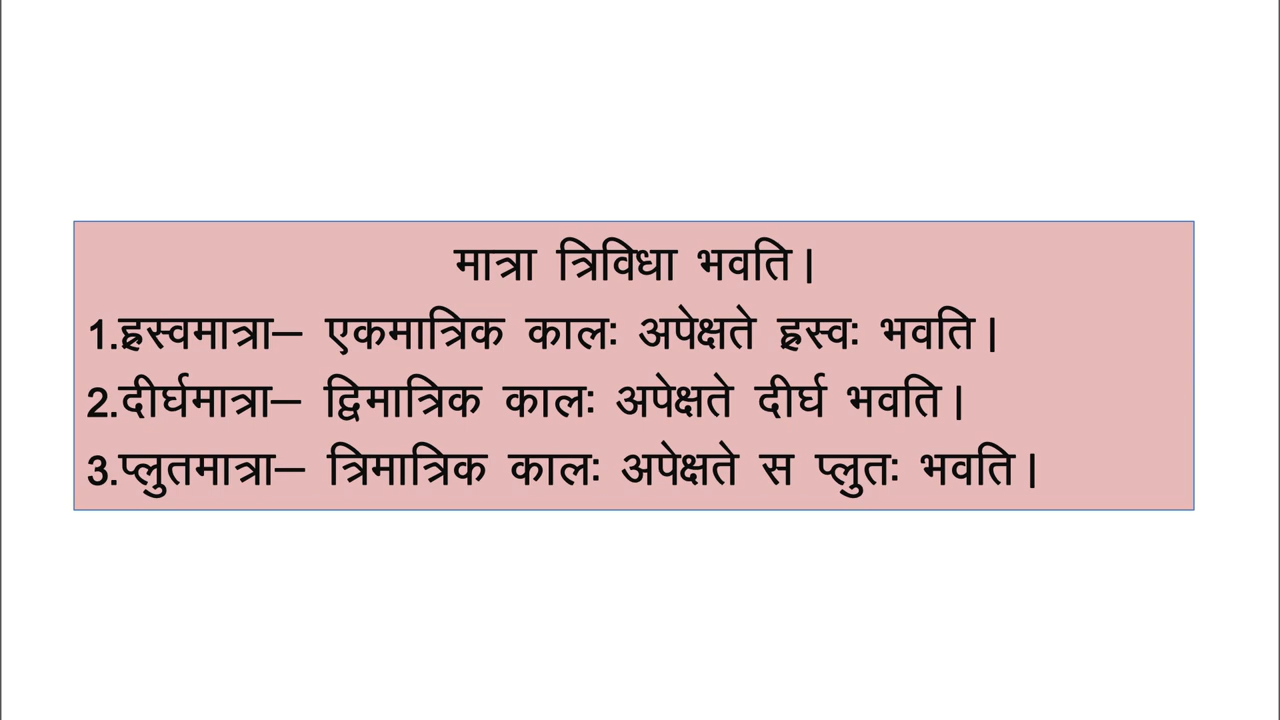 मात्रा त्रिविधा भवति।
1.ह्रस्वमात्रा– एकमात्रिक कालः अपेक्षते ह्रस्वः भवति।
2.दीर्घमात्रा– द्विमात्रिक कालः अपेक्षते दीर्घ भवति।
3.प्लुतमात्रा– त्रिमात्रिक कालः अपेक्षते स प्लुतः भवति।